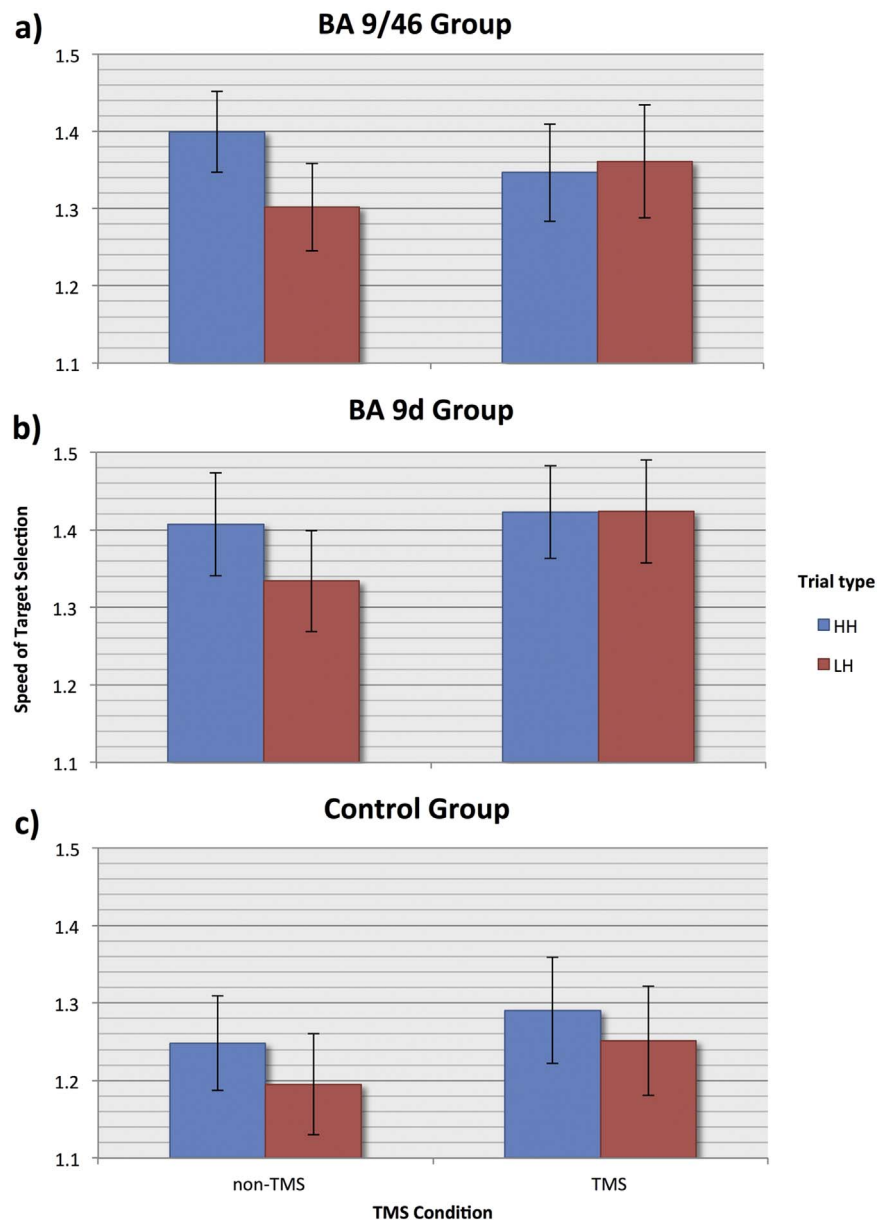 a)
BA 9/46 Group
1.5
1.4
1.3
1.2
1.1
b)
BA 9d Group
1.5
1.4
1.3
1.2
1.1
Speed of Target Selection
Trial type
HH
LH
c)
Control Group
1.5
1.4
1.3
1.2
1.1
non-TMS
TMS
TMS Condition